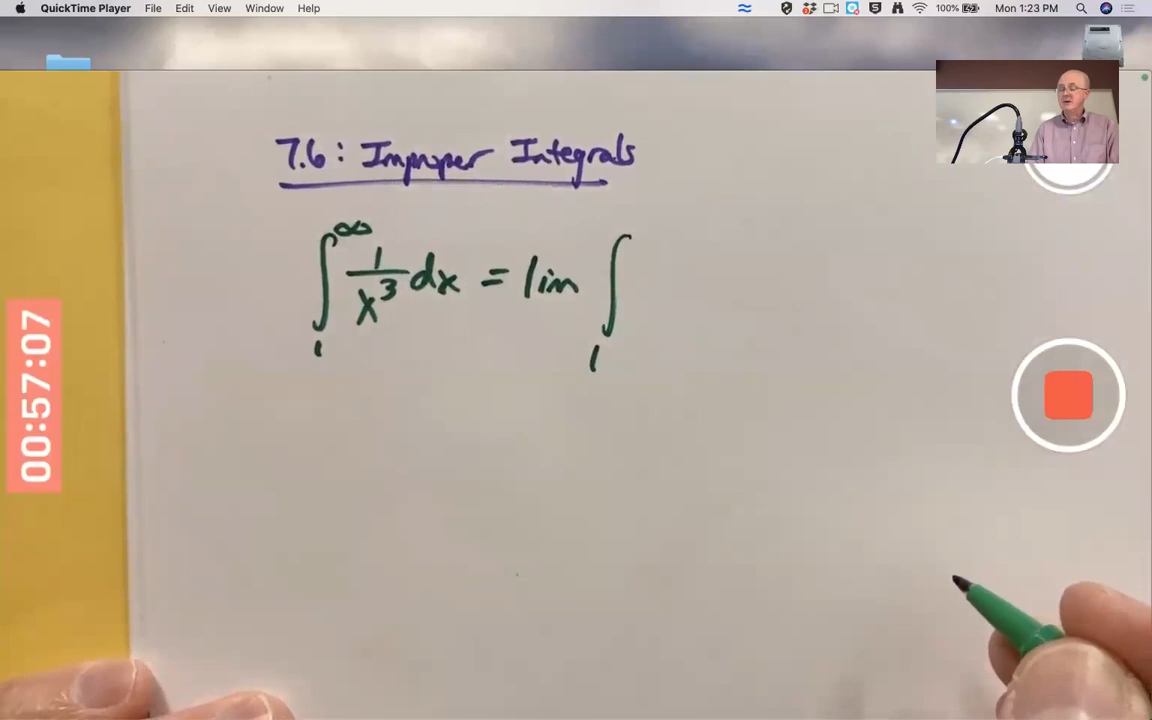 QuickTime Player File Edit View Window Help 100% Mon 1:23 PM
7.6: Improper Integrals
∫₁^∞ 1/x³ dx = lim ∫₁
00:57:07